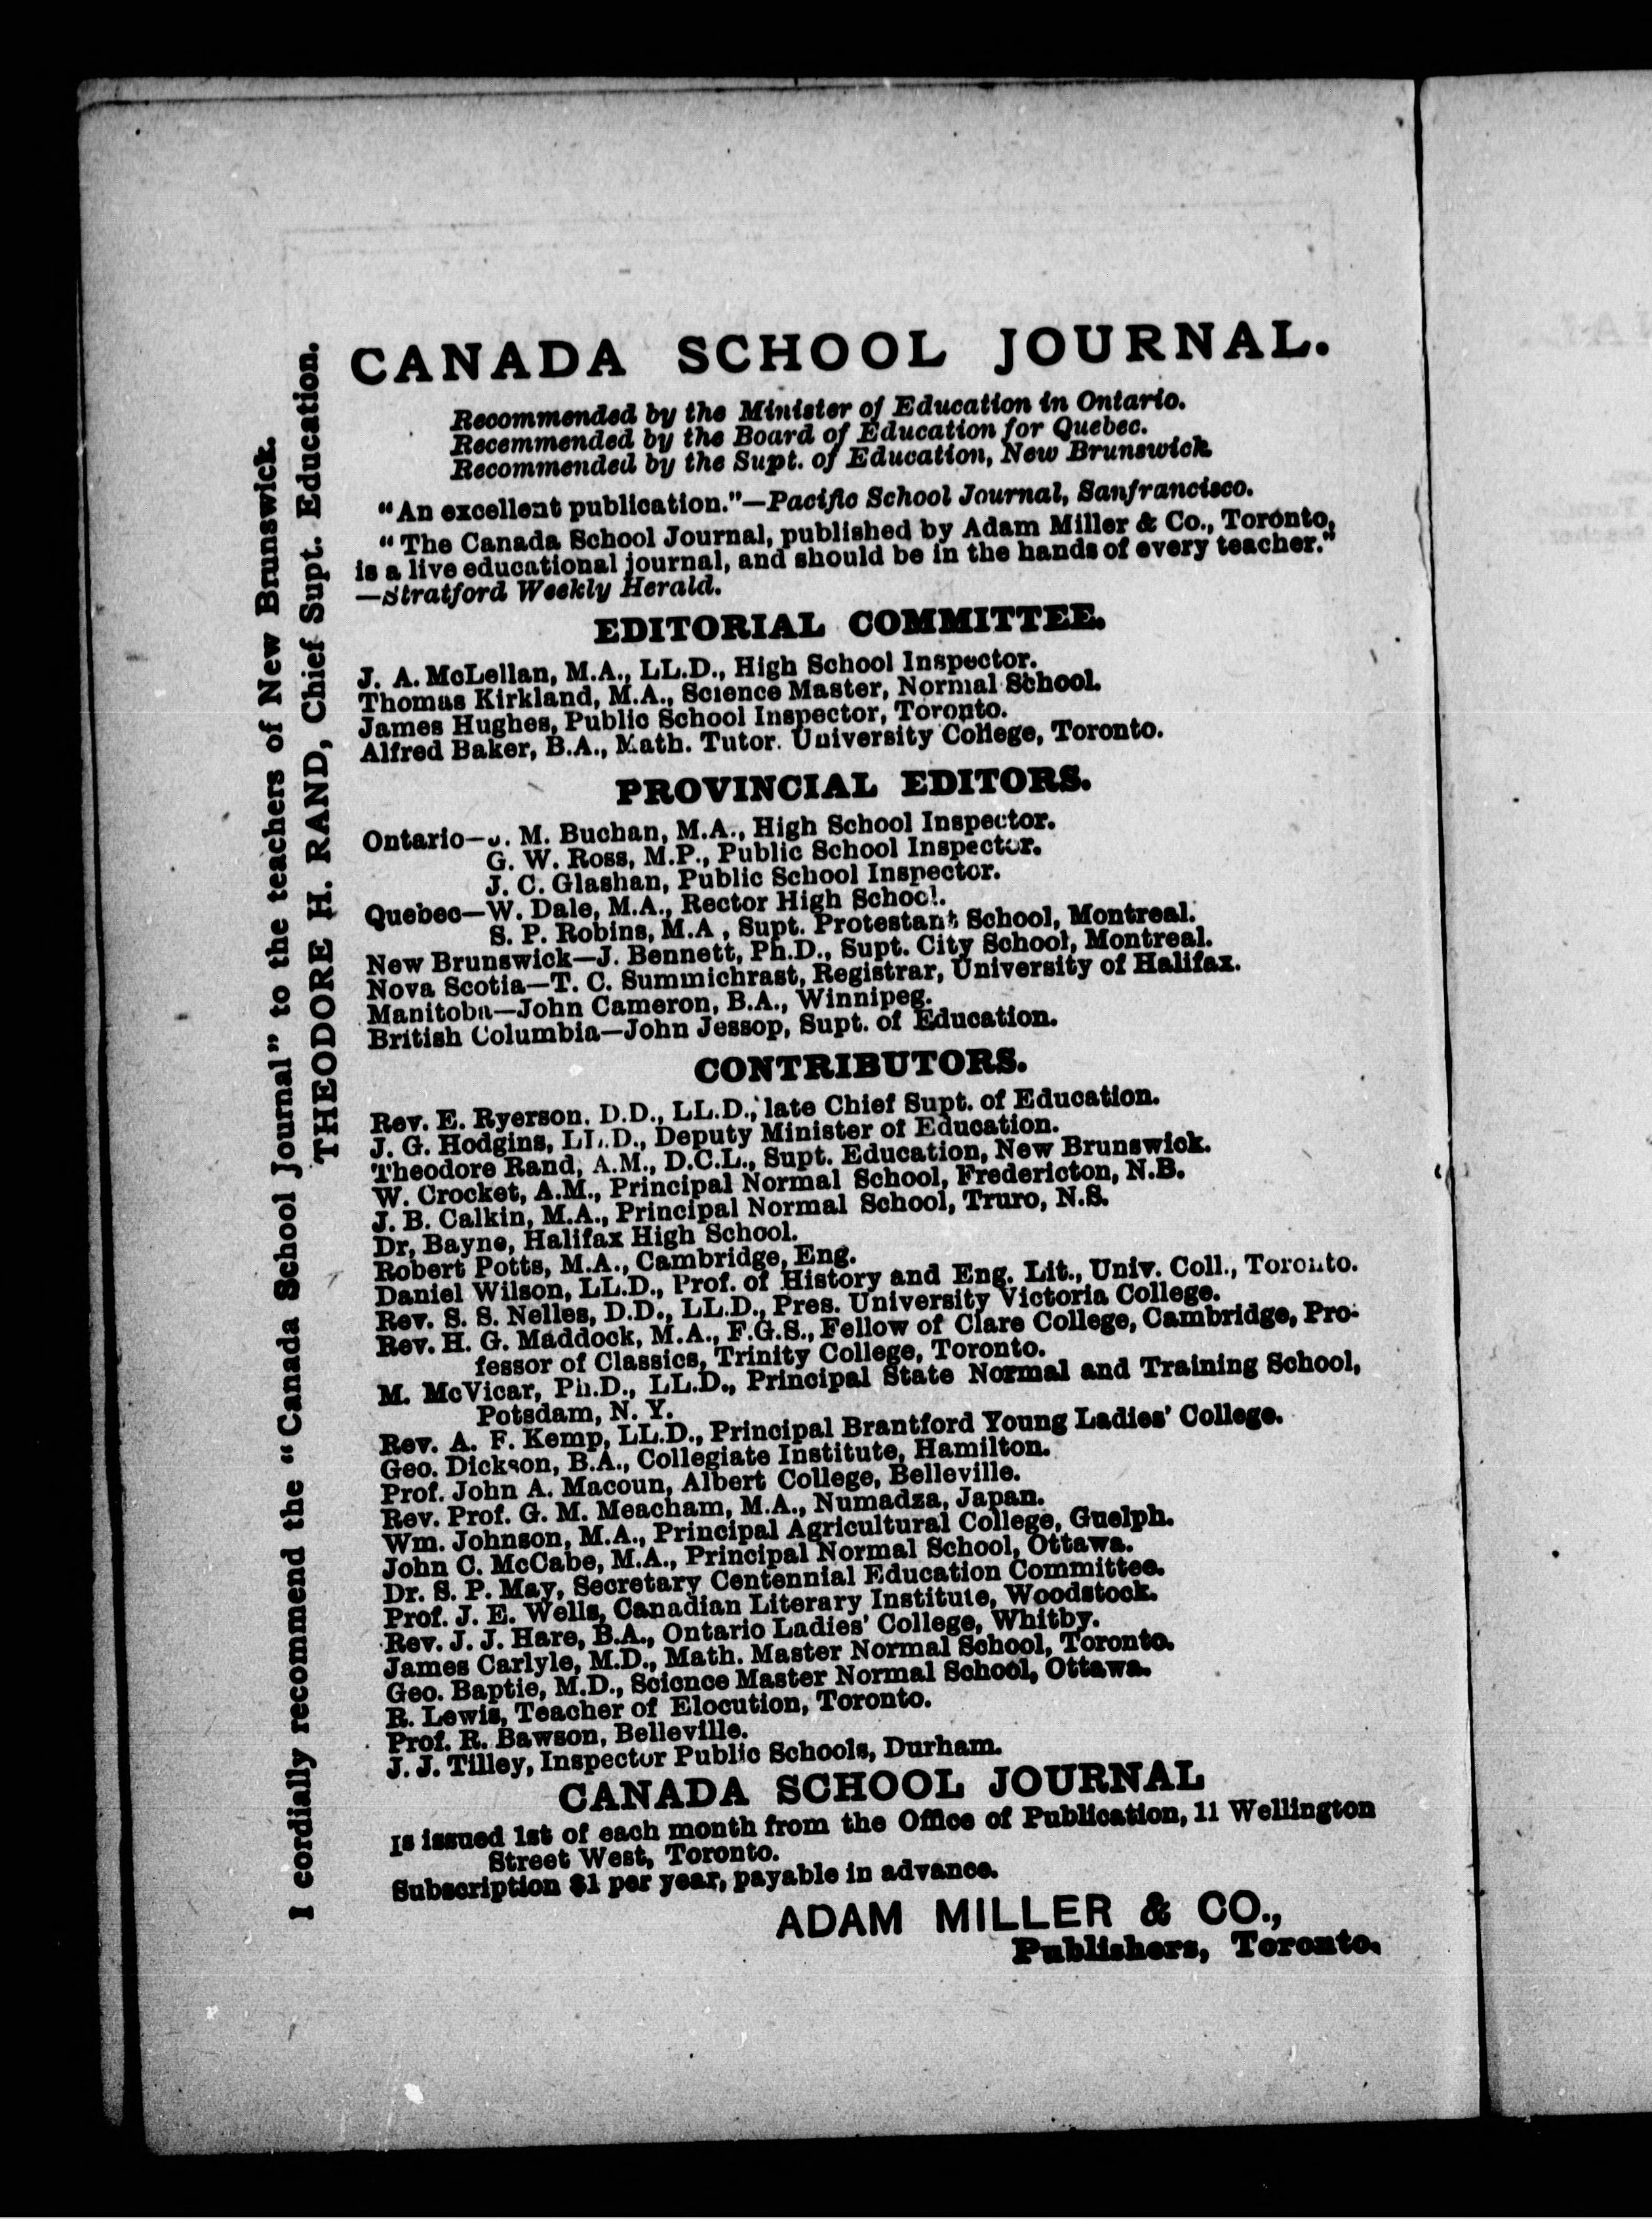 I cordially recommend the "Canada School Journal" to the teachers of New Brunswick.
THEODORE H. RAND, Chief Supt. Education.
CANADA SCHOOL JOURNAL.
Recommended by the Minister of Education in Ontario.
Recemmended by the Board of Education for Quebec.
Recommended by the Supt. of Education, New Brunswick
"An excellent publication."—Pacific School Journal, Sanfrancisco.
"The Canada School Journal, published by Adam Miller & Co., Toronto,
is a live educational journal, and should be in the hands of every teacher."
—Stratford Weekly Herald.
EDITORIAL COMMITTEE.
J. A. McLellan, M.A., LL.D., High School Inspector.
Thomas Kirkland, M.A., Science Master, Normal School.
James Hughes, Public School Inspector, Toronto.
Alfred Baker, B.A., Math. Tutor. University College, Toronto.
PROVINCIAL EDITORS.
Ontario—J. M. Buchan, M.A., High School Inspector.
G. W. Ross, M.P., Public School Inspector.
J. C. Glashan, Public School Inspector.
Quebec—W. Dale, M.A., Rector High School.
S. P. Robins, M.A , Supt. Protestant School, Montreal.
New Brunswick—J. Bennett, Ph.D., Supt. City School, Montreal.
Nova Scotia—T. C. Summichrast, Registrar, University of Halifax.
Manitoba—John Cameron, B.A., Winnipeg.
British Columbia—John Jessop, Supt. of Education.
CONTRIBUTORS.
Rev. E. Ryerson, D.D., LL.D., late Chief Supt. of Education.
J. G. Hodgins, LL.D., Deputy Minister of Education.
Theodore Rand, A.M., D.C.L., Supt. Education, New Brunswick.
W. Crocket, A.M., Principal Normal School, Fredericton, N.B.
J. B. Calkin, M.A., Principal Normal School, Truro, N.S.
Dr, Bayne, Halifax High School.
Robert Potts, M.A., Cambridge, Eng.
Daniel Wilson, LL.D., Prof. of History and Eng. Lit., Univ. Coll., Toronto.
Rev. S. S. Nelles, D.D., LL.D., Pres. University Victoria College.
Rev. H. G. Maddock, M.A., F.G.S., Fellow of Clare College, Cambridge, Pro-
fessor of Classics, Trinity College, Toronto.
M. McVicar, Ph.D., LL.D., Principal State Normal and Training School,
Potsdam, N. Y.
Rev. A. F. Kemp, LL.D., Principal Brantford Young Ladies' College.
Geo. Dickson, B.A., Collegiate Institute, Hamilton.
Prof. John A. Macoun, Albert College, Belleville.
Rev. Prof. G. M. Meacham, M.A., Numadza, Japan.
Wm. Johnson, M.A., Principal Agricultural College, Guelph.
John C. McCabe, M.A., Principal Normal School, Ottawa.
Dr. S. P. May, Secretary Centennial Education Committee.
Prof. J. E. Wells, Canadian Literary Institute, Woodstock.
Rev. J. J. Hare, B.A., Ontario Ladies' College, Whitby.
James Carlyle, M.D., Math. Master Normal School, Toronto.
Geo. Baptie, M.D., Science Master Normal School, Ottawa.
R. Lewis, Teacher of Elocution, Toronto.
Prof. R. Bawson, Belleville.
J. J. Tilley, Inspector Public Schools, Durham.
CANADA SCHOOL JOURNAL
Is issued 1st of each month from the Office of Publication, 11 Wellington
Street West, Toronto.
Subscription $1 per year, payable in advance.
ADAM MILLER & CO.,
Publishers, Toronto.